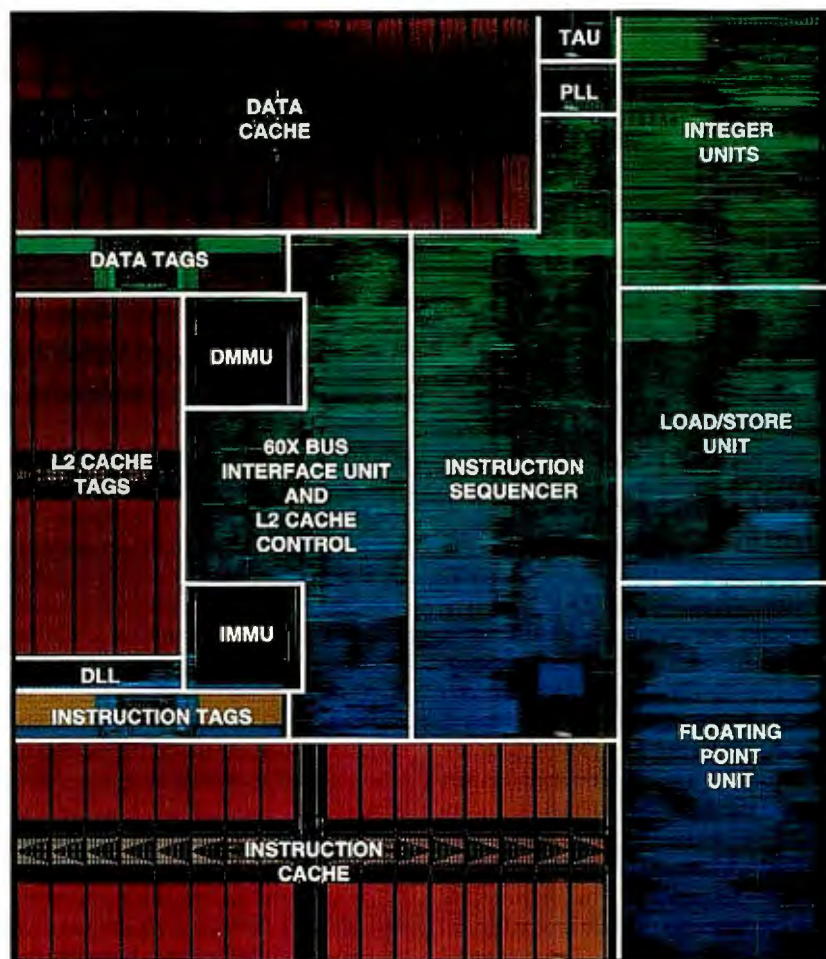 TAU
PLL
DATA
CACHE
INTEGER
UNITS
DATA TAGS
DMMU
L2 CACHE
TAGS
60X BUS
INTERFACE UNIT
AND
L2 CACHE
CONTROL
INSTRUCTION
SEQUENCER
LOAD/STORE
UNIT
IMMU
DLL
INSTRUCTION TAGS
FLOATING
POINT
UNIT
INSTRUCTION
CACHE